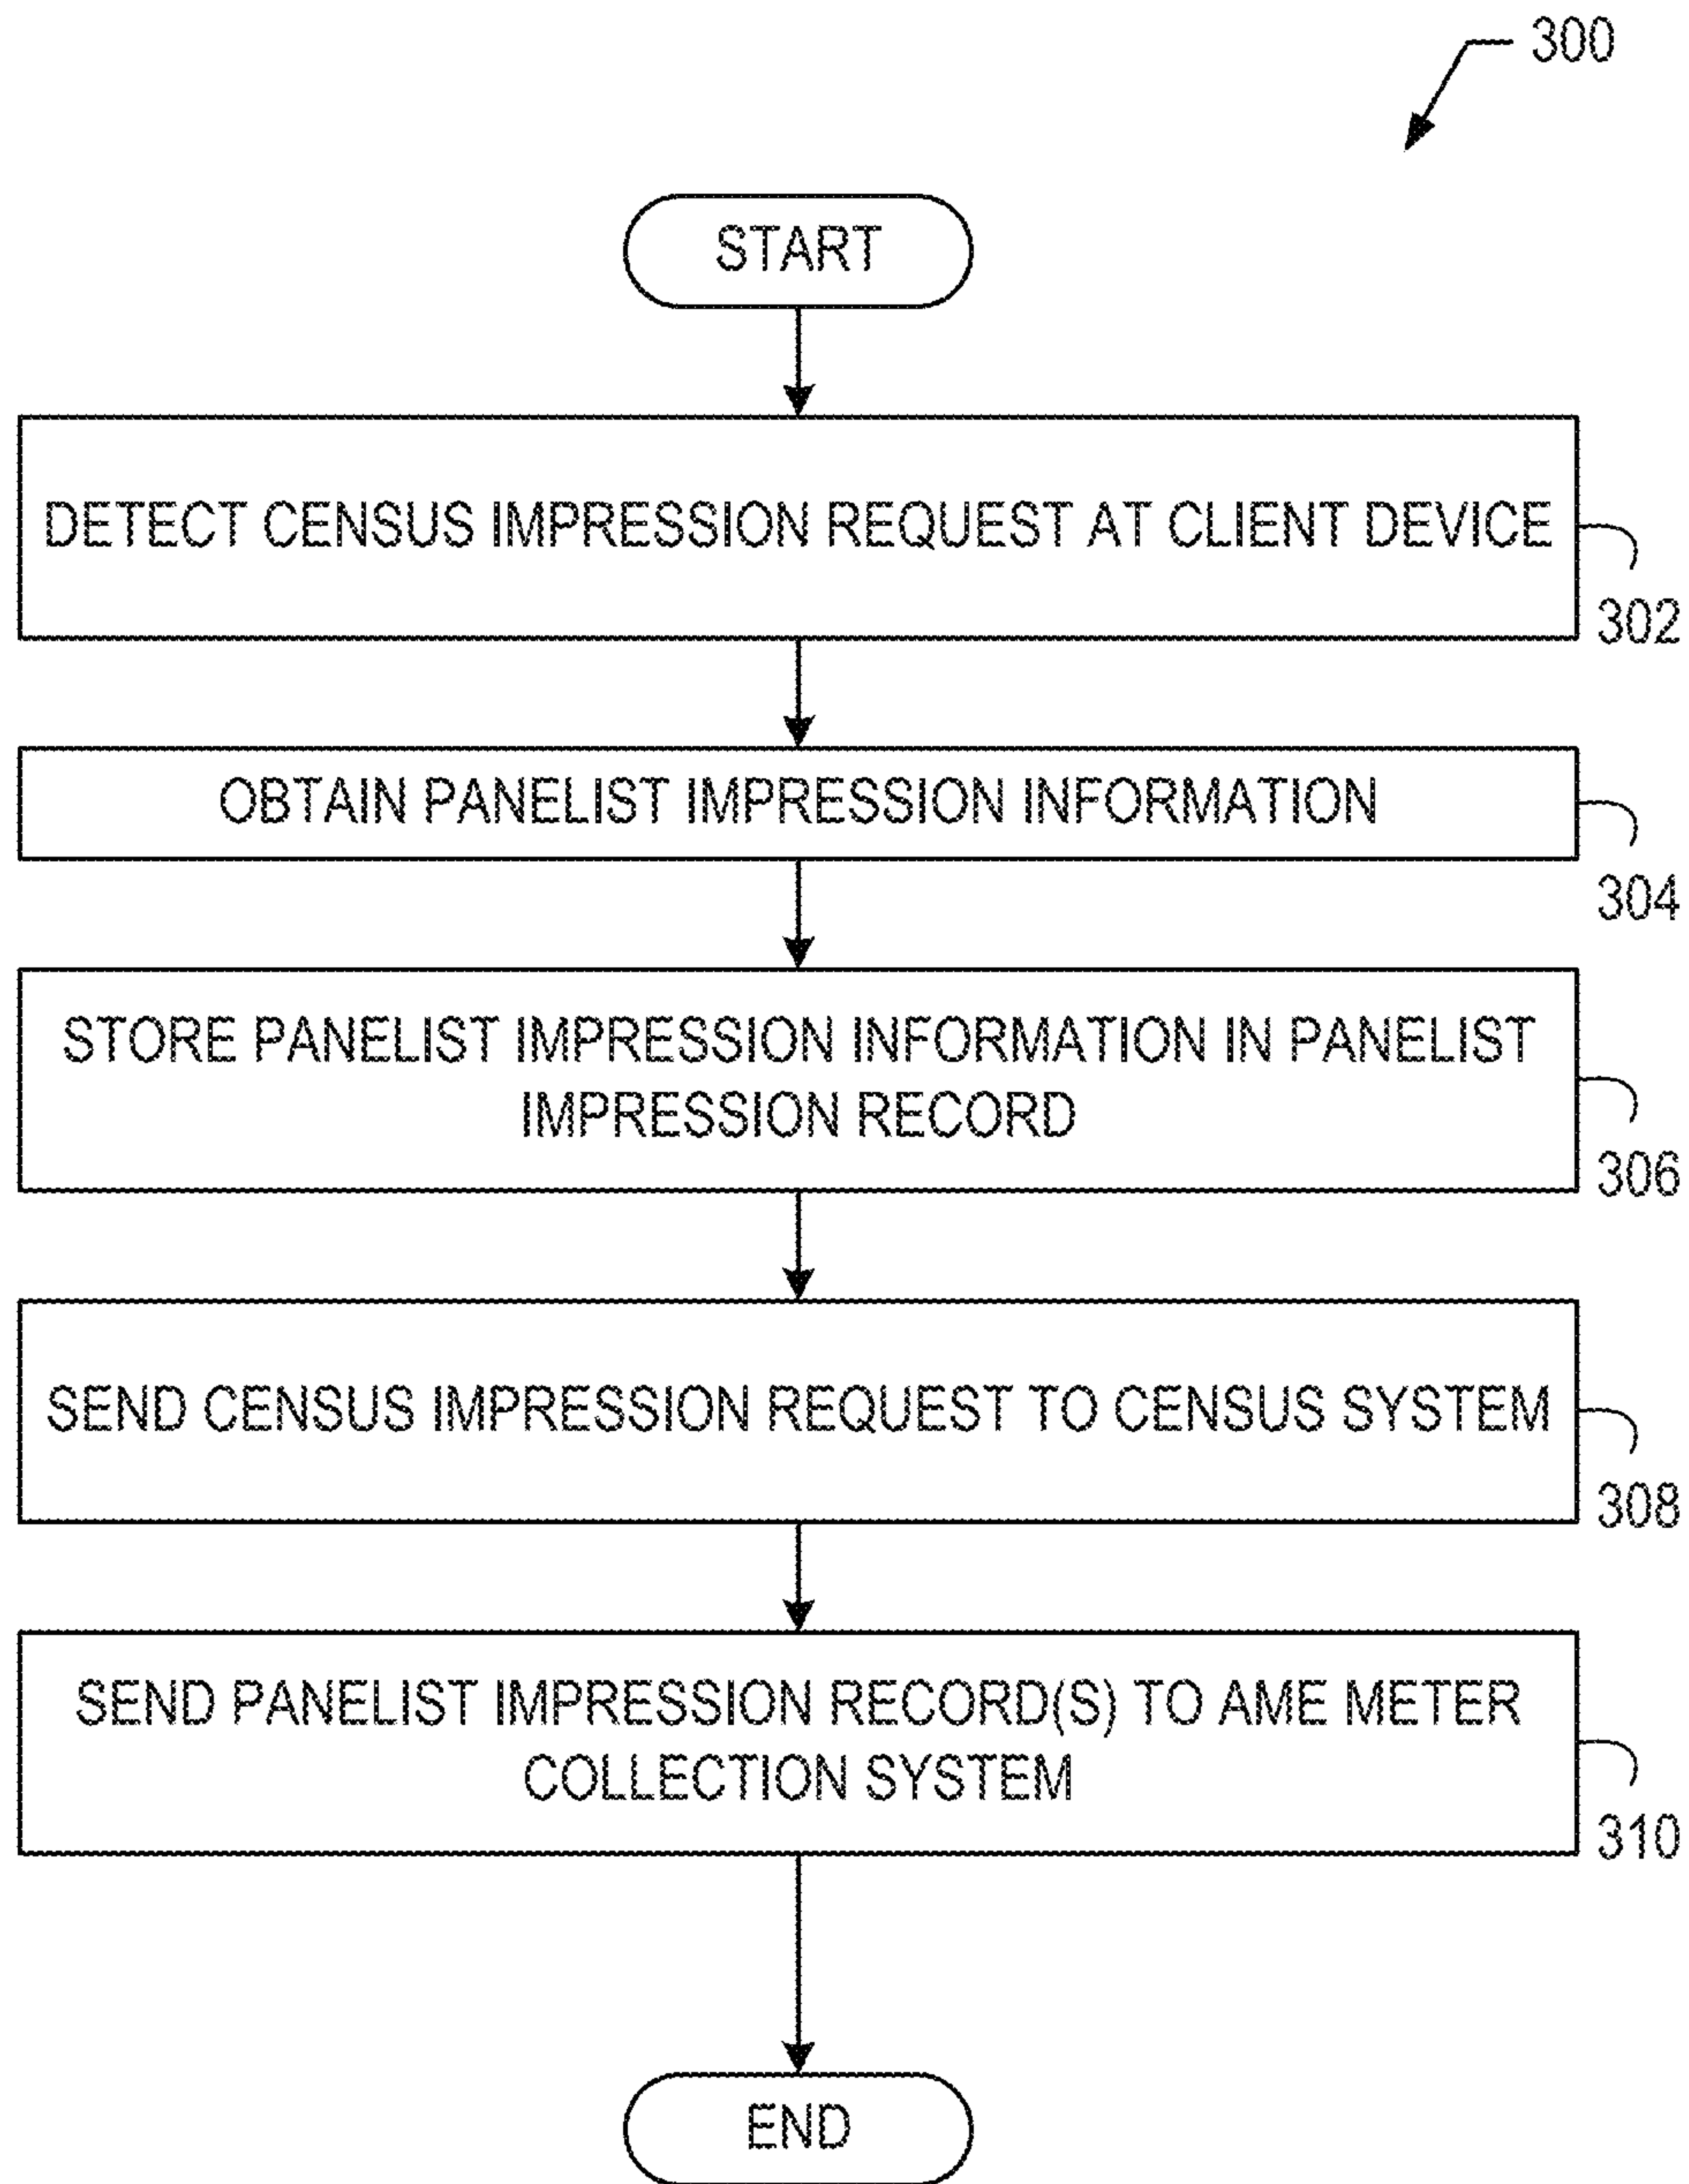 300
START
DETECT CENSUS IMPRESSION REQUEST AT CLIENT DEVICE
302
OBTAIN PANELIST IMPRESSION INFORMATION
304
STORE PANELIST IMPRESSION INFORMATION IN PANELIST
IMPRESSION RECORD
306
SEND CENSUS IMPRESSION REQUEST TO CENSUS SYSTEM
308
SEND PANELIST IMPRESSION RECORD(S) TO AME METER
COLLECTION SYSTEM
310
END